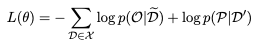 L(θ) = − ∑_{𝒟∈𝒳} log p(𝒪|𝒟̃) + log p(𝒫|𝒟′)